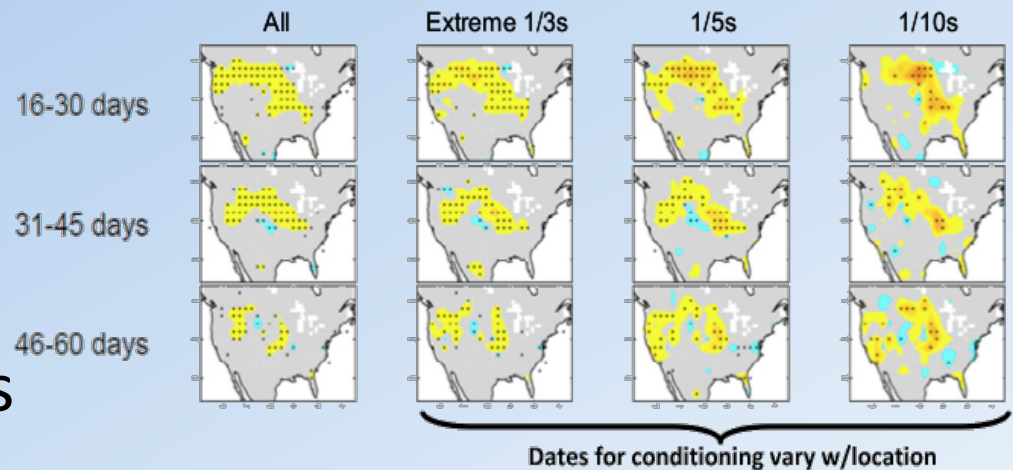 All Extreme 1/3s 1/5s 1/10s
16-30 days
31-45 days
46-60 days
s
Dates for conditioning vary w/location